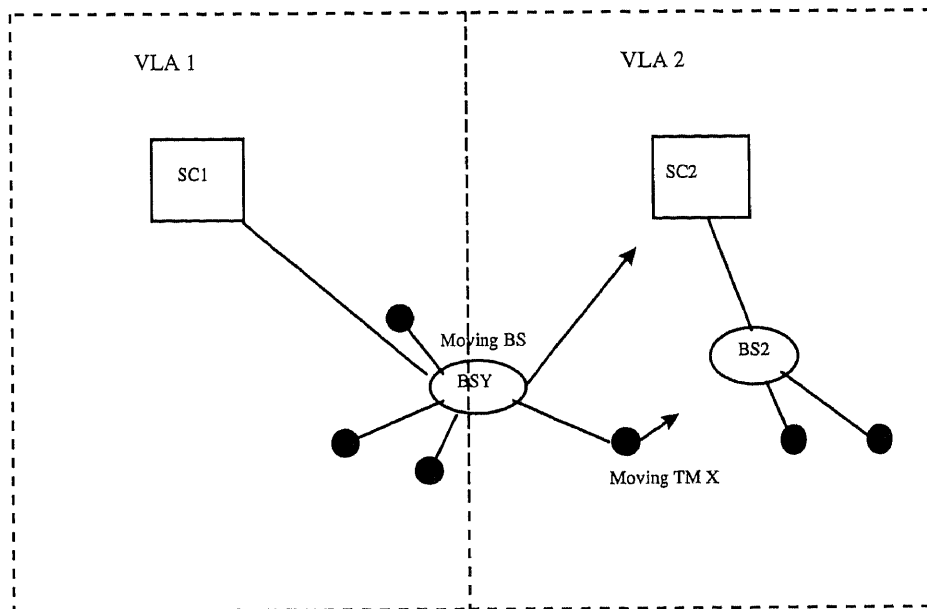 VLA 1
VLA 2
SC1
SC2
Moving BS
BSY
BS2
Moving TM X